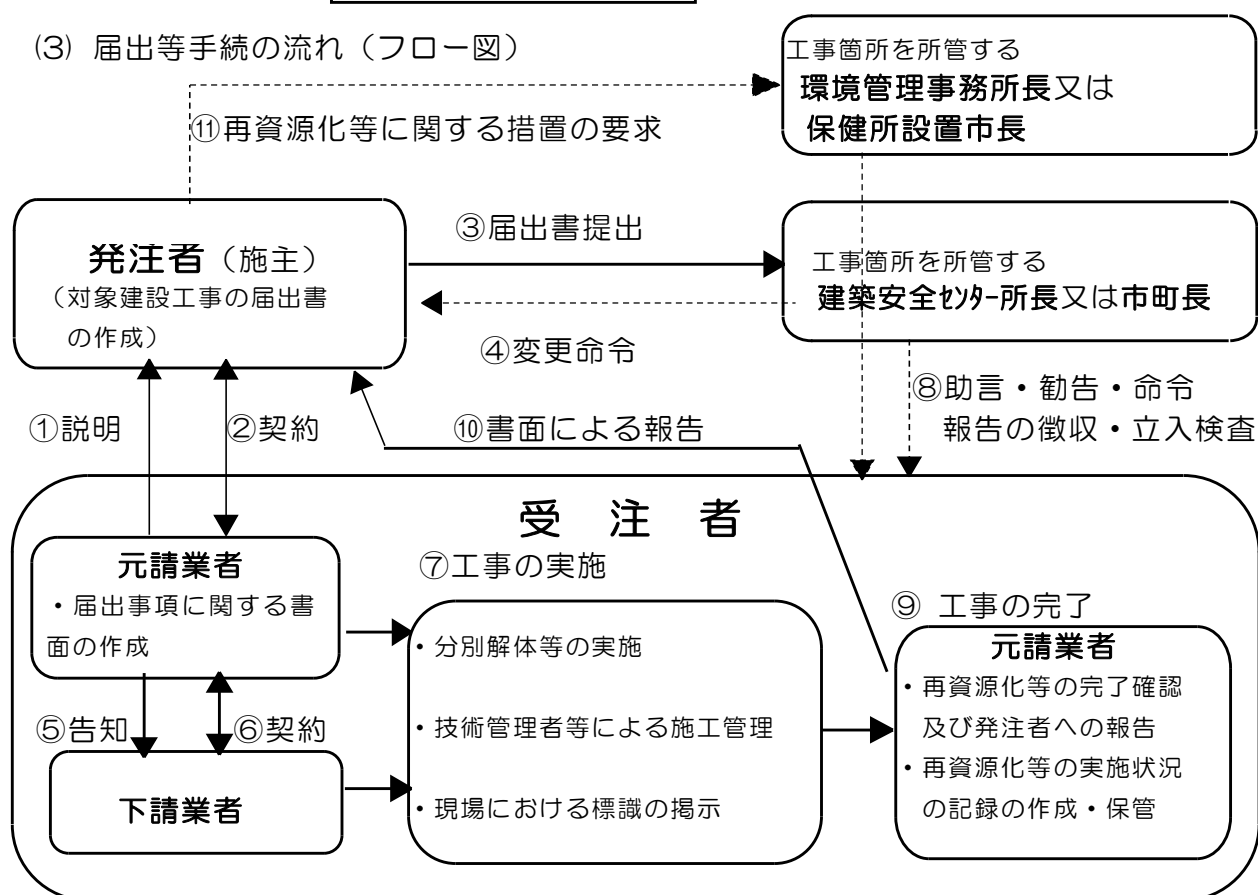 ⑶ 届出等手続の流れ（フロー図）
工事箇所を所管する
環境管理事務所長又は
保健所設置市長
⑪再資源化等に関する措置の要求
発注者（施主）
（対象建設工事の届出書
の作成）
③届出書提出
工事箇所を所管する
建築安全ｾﾝﾀｰ所長又は市町長
④変更命令
⑧助言・勧告・命令
報告の徴収・立入検査
①説明
②契約
⑩書面による報告
受 注 者
元請業者
・届出事項に関する書
面の作成
⑤告知
⑥契約
下請業者
⑦工事の実施
・分別解体等の実施
・技術管理者等による施工管理
・現場における標識の掲示
⑨ 工事の完了
元請業者
・再資源化等の完了確認
及び発注者への報告
・再資源化等の実施状況
の記録の作成・保管